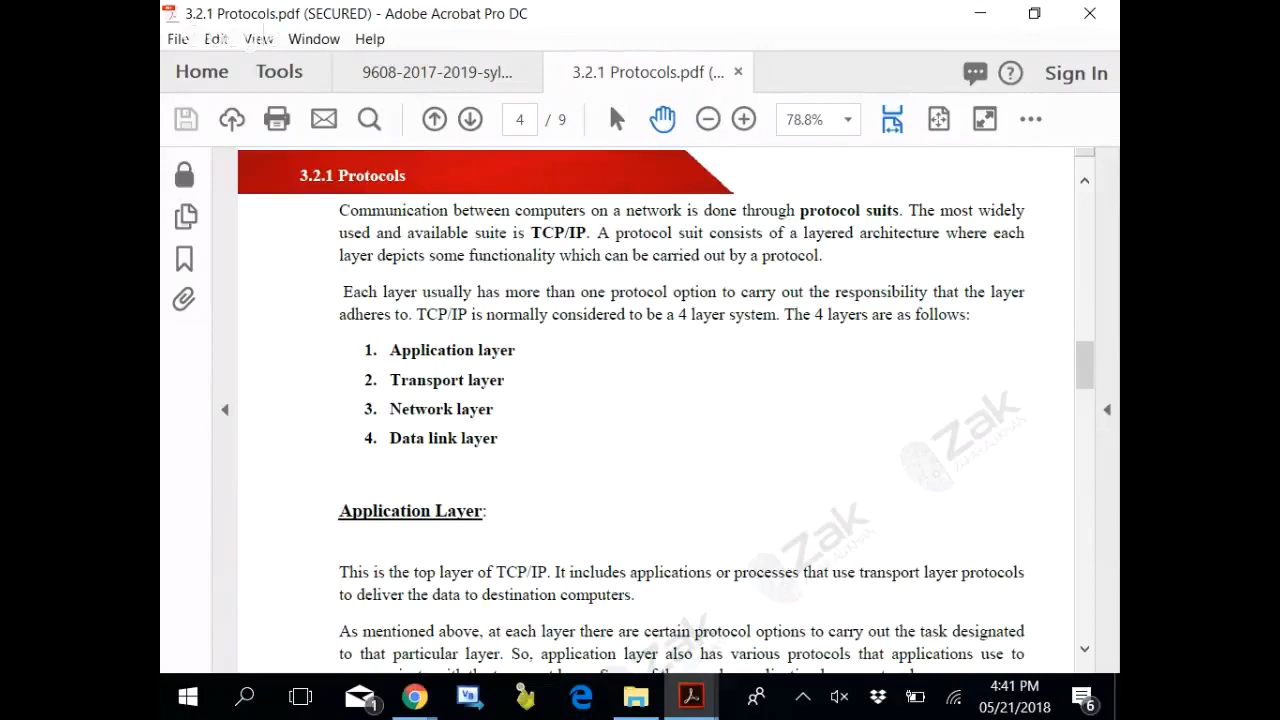 3.2.1 Protocols.pdf (SECURED) - Adobe Acrobat Pro DC
File Edit View Window Help
Home Tools 9608-2017-2019-syl... 3.2.1 Protocols.pdf (... × Sign In
4 / 9 78.8%
3.2.1 Protocols
Communication between computers on a network is done through protocol suits. The most widely
used and available suite is TCP/IP. A protocol suit consists of a layered architecture where each
layer depicts some functionality which can be carried out by a protocol.
Each layer usually has more than one protocol option to carry out the responsibility that the layer
adheres to. TCP/IP is normally considered to be a 4 layer system. The 4 layers are as follows:
1. Application layer
2. Transport layer
3. Network layer
4. Data link layer
Zak
Application Layer:
Zak
This is the top layer of TCP/IP. It includes applications or processes that use transport layer protocols
to deliver the data to destination computers.
Zak
As mentioned above, at each layer there are certain protocol options to carry out the task designated
to that particular layer. So, application layer also has various protocols that applications use to
4:41 PM
05/21/2018
1
6